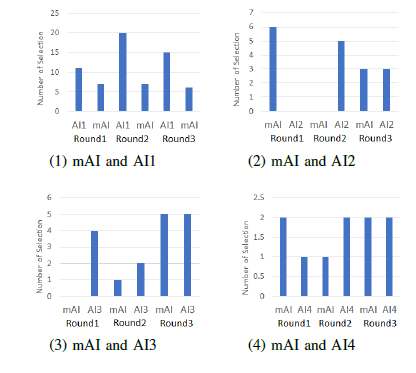 25
20
15
10
5
0
Number of Selection
AI1 mAI AI1 mAI AI1 mAI
Round1 Round2 Round3
(1) mAI and AI1
7
6
5
4
3
2
1
0
Number of Selection
mAI AI2 mAI AI2 mAI AI2
Round1 Round2 Round3
(2) mAI and AI2
6
5
4
3
2
1
0
Number of Selection
mAI AI3 mAI AI3 mAI AI3
Round1 Round2 Round3
(3) mAI and AI3
2.5
2
1.5
1
0.5
0
Number of Selection
mAI AI4 mAI AI4 mAI AI4
Round1 Round2 Round3
(4) mAI and AI4